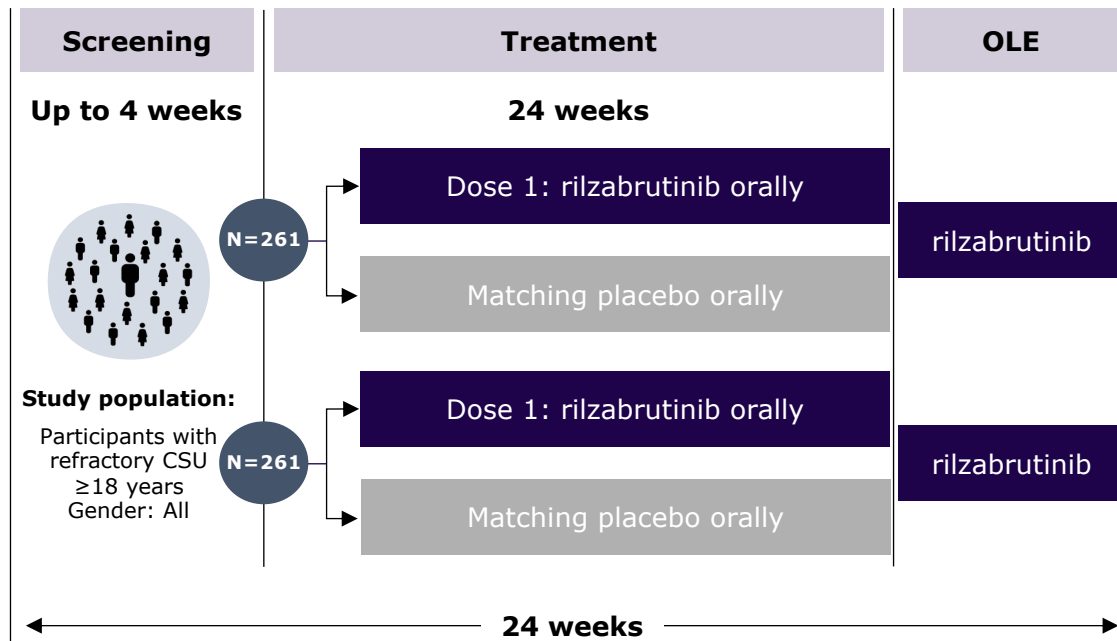 Screening
Treatment
OLE
Up to 4 weeks
24 weeks
Dose 1: rilzabrutinib orally
N=261
rilzabrutinib
Matching placebo orally
Study population:
Participants with
refractory CSU
≥18 years
Gender: All
Dose 1: rilzabrutinib orally
N=261
rilzabrutinib
Matching placebo orally
24 weeks